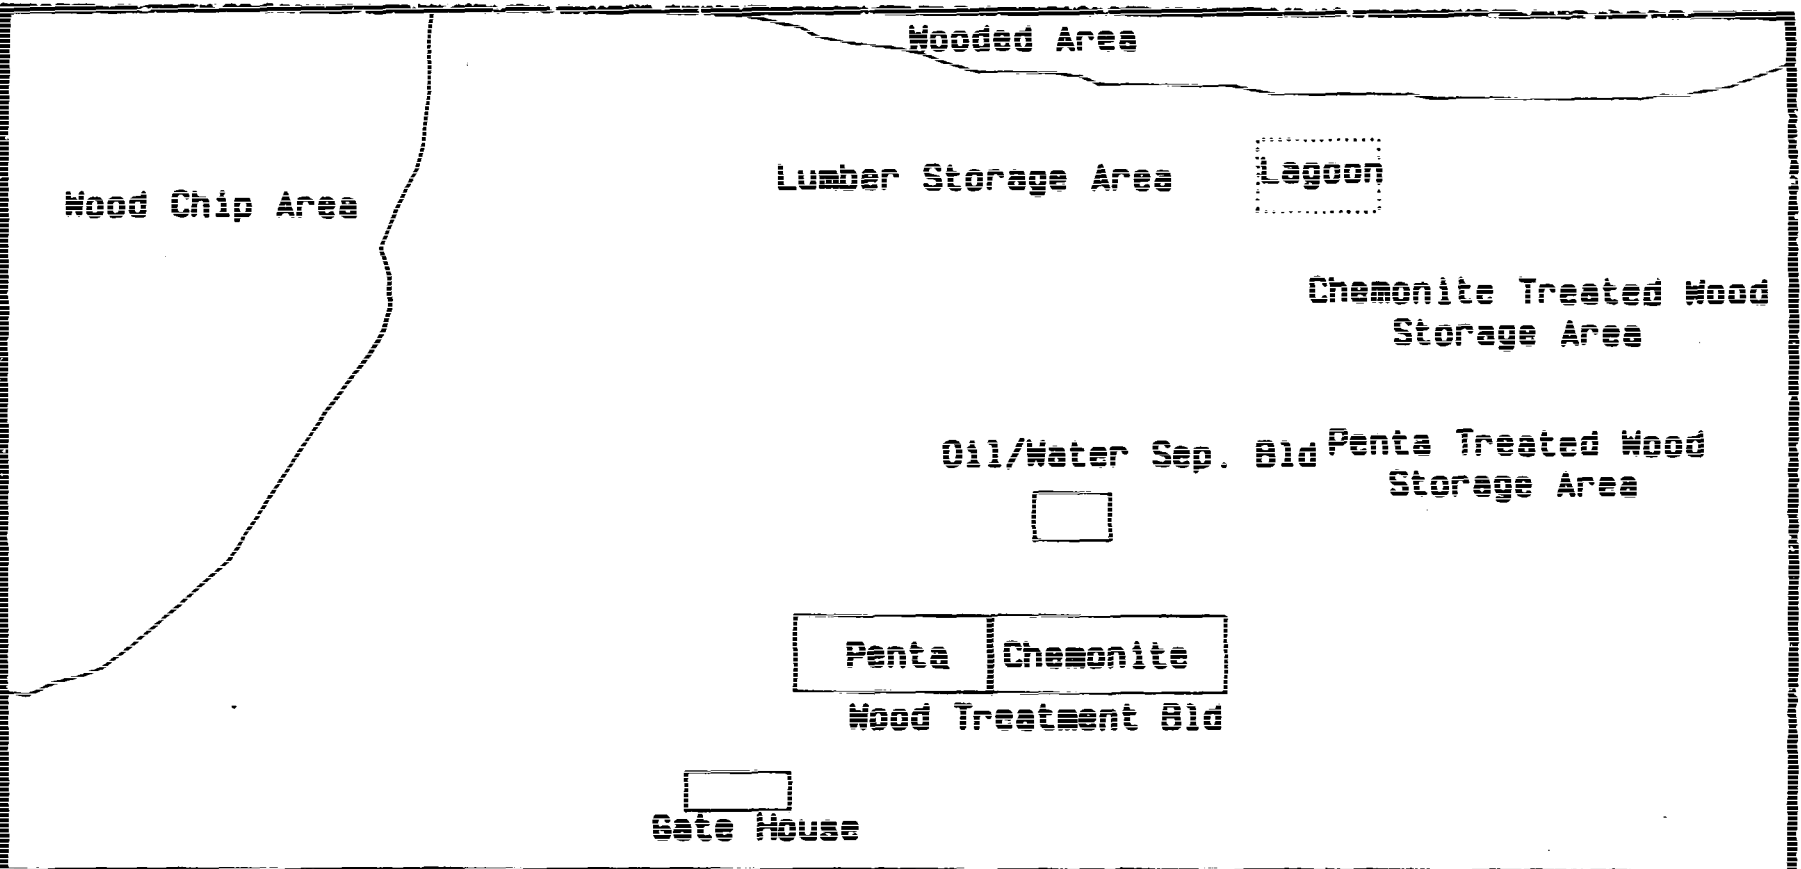 Wooded Area
Lumber Storage Area
Lagoon
Wood Chip Area
Chemonite Treated Wood
Storage Area
Oil/Water Sep. Bld
Penta Treated Wood
Storage Area
Penta
Chemonite
Wood Treatment Bld
Gate House